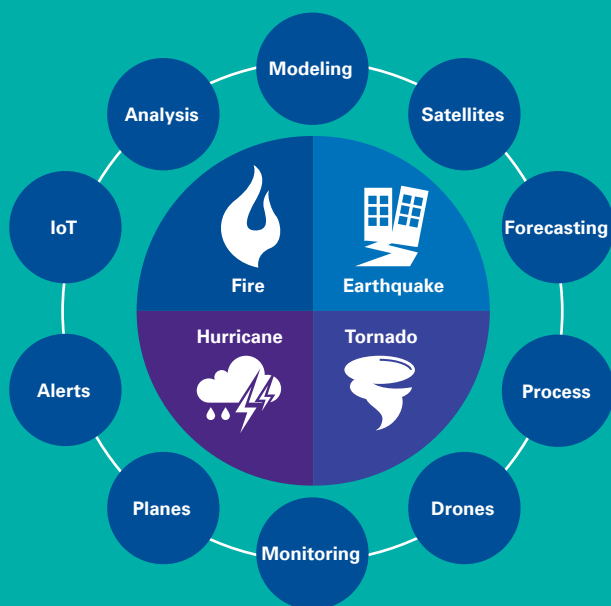 Modeling
Analysis
Satellites
IoT
Forecasting
Fire
Earthquake
Hurricane
Tornado
Alerts
Process
Planes
Drones
Monitoring